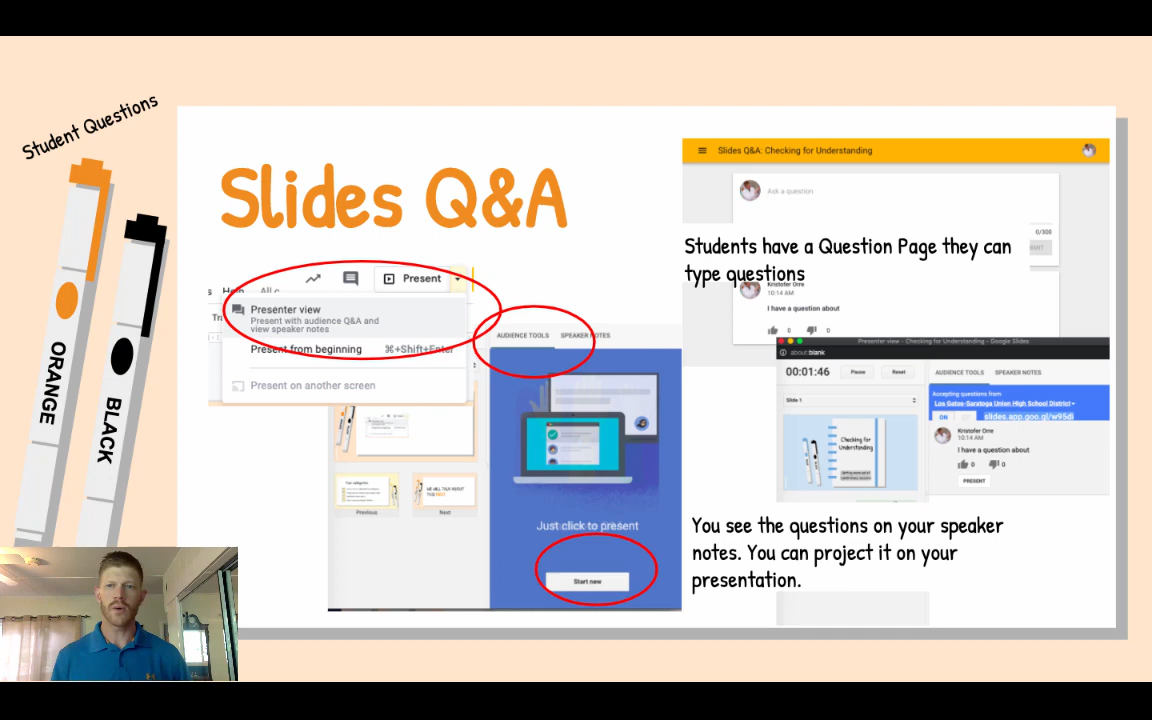 Student Questions
ORANGE
BLACK
Slides Q&A
Present
Presenter view
Present with audience Q&A and
view speaker notes
Present from beginning ⌘+Shift+Enter
Present on another screen
AUDIENCE TOOLS SPEAKER NOTES
Previous
Next
Just click to present
Start new
Slides Q&A: Checking for Understanding
Ask a question
0/300
Students have a Question Page they can
type questions
Kristofer Orre
10:14 AM
I have a question about
0 0
Presenter view - Checking for Understanding - Google Slides
about:blank
00:01:46 Pause Reset
AUDIENCE TOOLS SPEAKER NOTES
Slide 1
Checking for
Understanding
Accepting questions from
Los Gatos-Saratoga Union High School District
ON
slides.app.goo.gl/w95di
Kristofer Orre
10:14 AM
I have a question about
0 0
PRESENT
You see the questions on your speaker
notes. You can project it on your
presentation.